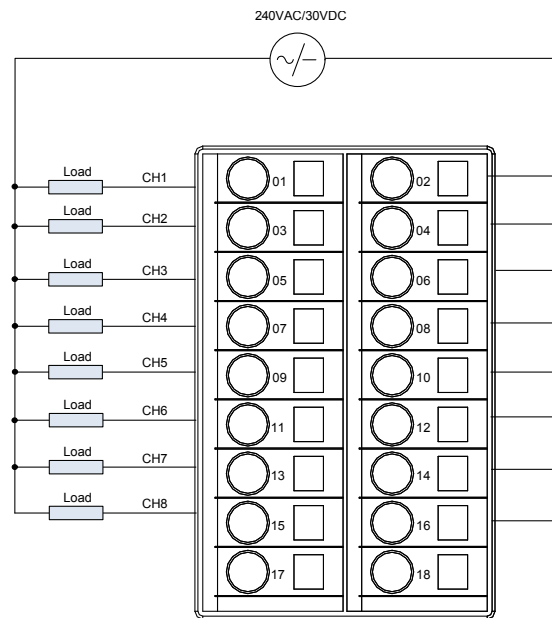 240VAC/30VDC
Load CH1 01 02
Load CH2 03 04
Load CH3 05 06
Load CH4 07 08
Load CH5 09 10
Load CH6 11 12
Load CH7 13 14
Load CH8 15 16
17 18